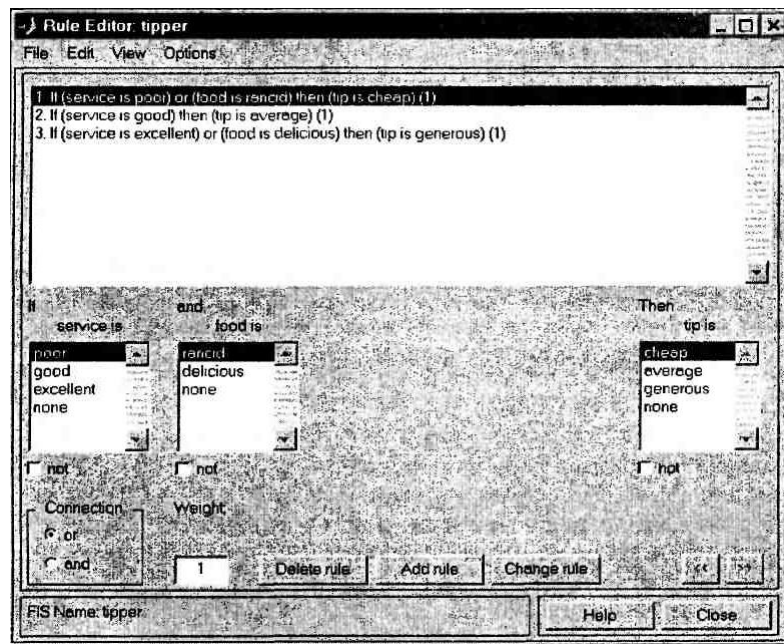 Rule Editor: tipper
File Edit View Options
1. If (service is poor) or (food is rancid) then (tip is cheap) (1)
2. If (service is good) then (tip is average) (1)
3. If (service is excellent) or (food is delicious) then (tip is generous) (1)
If and Then
service is food is tip is
poor rancid cheap
good delicious average
excellent none generous
none none
not not not
Connection Weight:
or
and 1 Delete rule Add rule Change rule << >>
FIS Name: tipper Help Close